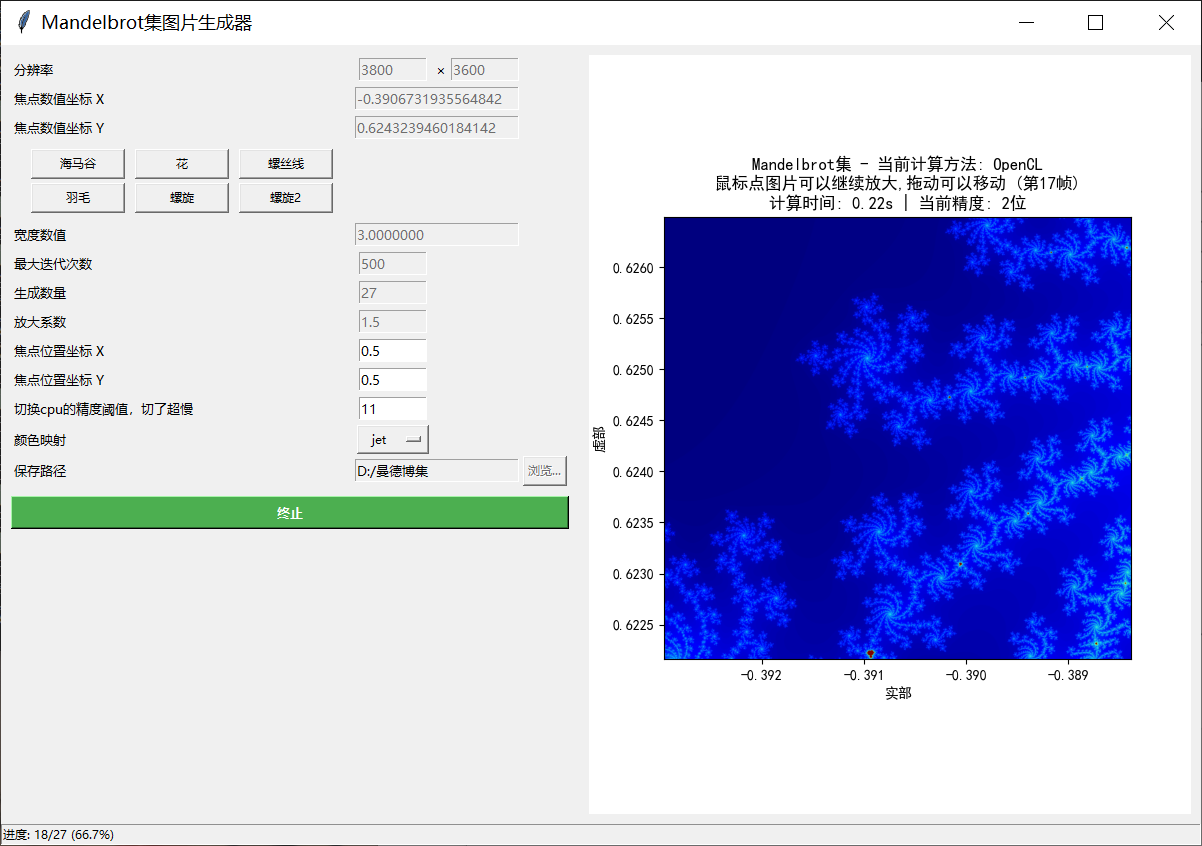 Mandelbrot集图片生成器
分辨率 3800 × 3600
焦点数值坐标 X -0.3906731935564842
焦点数值坐标 Y 0.6243239460184142
海马谷 花 螺丝线
羽毛 螺旋 螺旋2
宽度数值 3.0000000
最大迭代次数 500
生成数量 27
放大系数 1.5
焦点位置坐标 X 0.5
焦点位置坐标 Y 0.5
切换cpu的精度阈值，切了超慢 11
颜色映射 jet
保存路径 D:/曼德博集 浏览...
终止
Mandelbrot集 - 当前计算方法: OpenCL
鼠标点图片可以继续放大,拖动可以移动 (第17帧)
计算时间: 0.22s | 当前精度: 2位
0.6260
0.6255
0.6250
0.6245
0.6240
0.6235
0.6230
0.6225
虚部
-0.392 -0.391 -0.390 -0.389
实部
进度: 18/27 (66.7%)